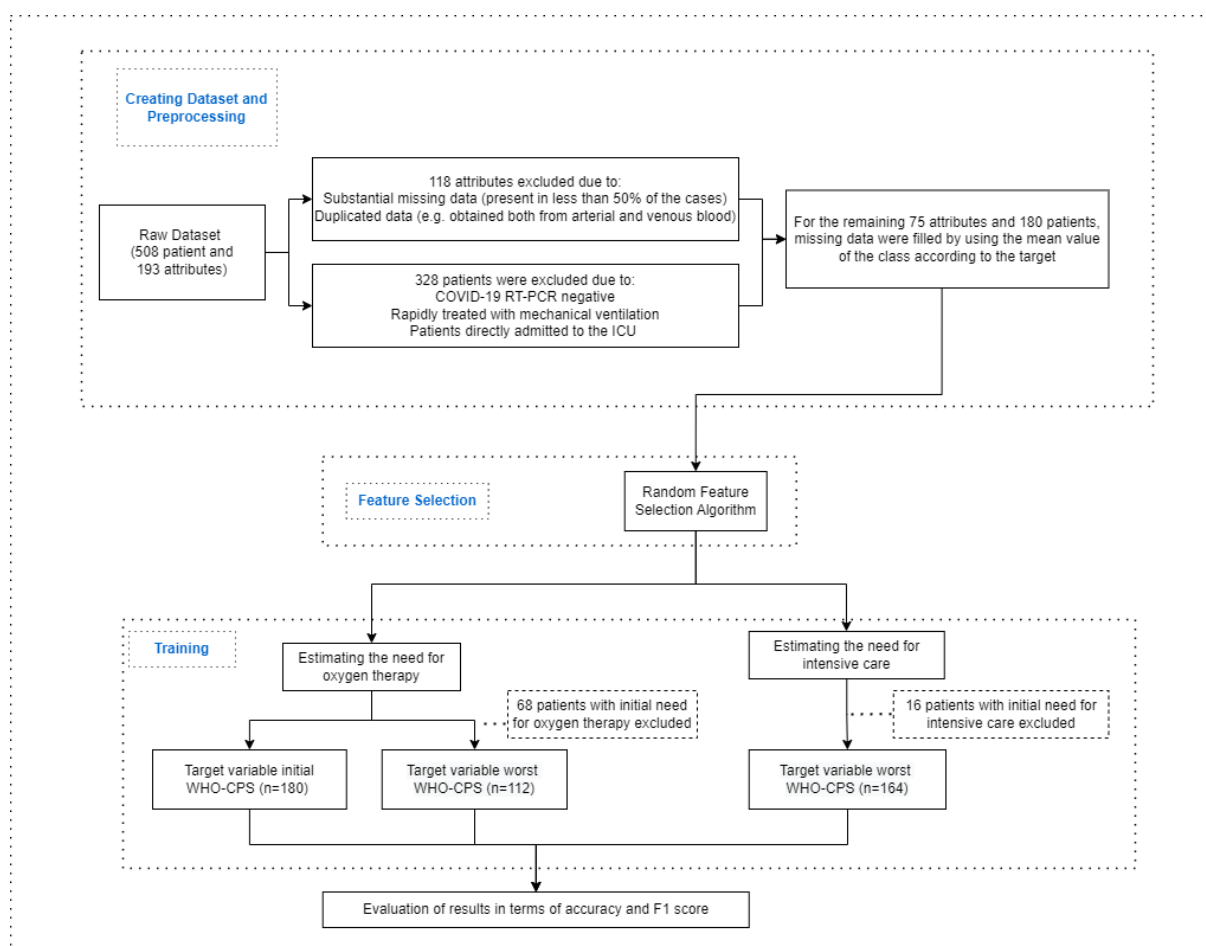 Creating Dataset and
Preprocessing
118 attributes excluded due to:
Substantial missing data (present in less than 50% of the cases)
Duplicated data (e.g. obtained both from arterial and venous blood)
Raw Dataset
(508 patient and
193 attributes)
For the remaining 75 attributes and 180 patients,
missing data were filled by using the mean value
of the class according to the target
328 patients were excluded due to:
COVID-19 RT-PCR negative
Rapidly treated with mechanical ventilation
Patients directly admitted to the ICU
Feature Selection
Random Feature
Selection Algorithm
Training
Estimating the need for
oxygen therapy
Estimating the need for
intensive care
68 patients with initial need
for oxygen therapy excluded
16 patients with initial need for
intensive care excluded
Target variable initial
WHO-CPS (n=180)
Target variable worst
WHO-CPS (n=112)
Target variable worst
WHO-CPS (n=164)
Evaluation of results in terms of accuracy and F1 score